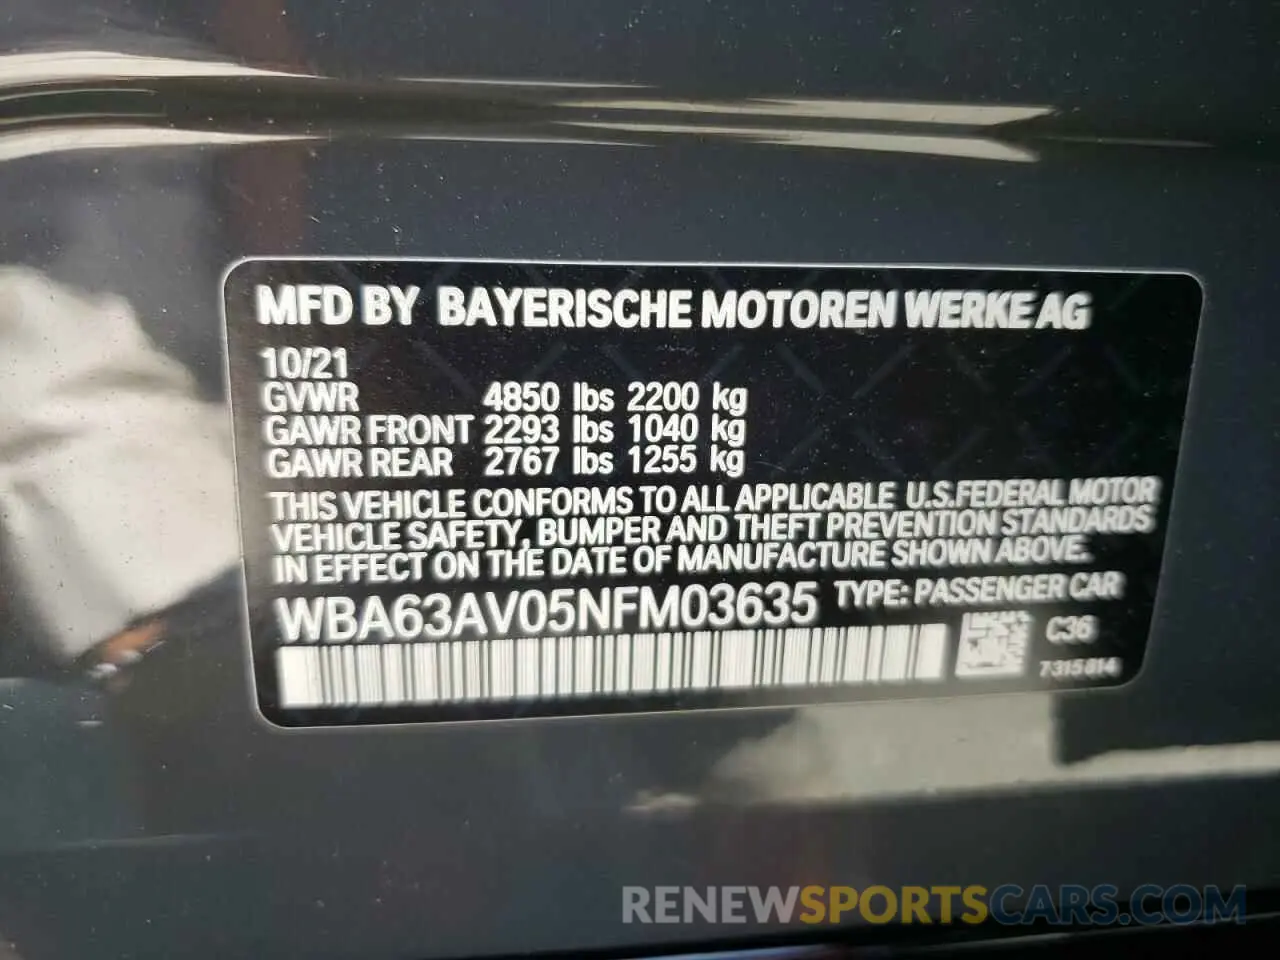 MFD BY BAYERISCHE MOTOREN WERKE AG
10/21
GVWR 4850 lbs 2200 kg
GAWR FRONT 2293 lbs 1040 kg
GAWR REAR 2767 lbs 1255 kg
THIS VEHICLE CONFORMS TO ALL APPLICABLE U.S.FEDERAL MOTOR
VEHICLE SAFETY, BUMPER AND THEFT PREVENTION STANDARDS
IN EFFECT ON THE DATE OF MANUFACTURE SHOWN ABOVE.
WBA63AV05NFM03635 TYPE: PASSENGER CAR
C36
7315814
RENEWSPORTSCARS.COM